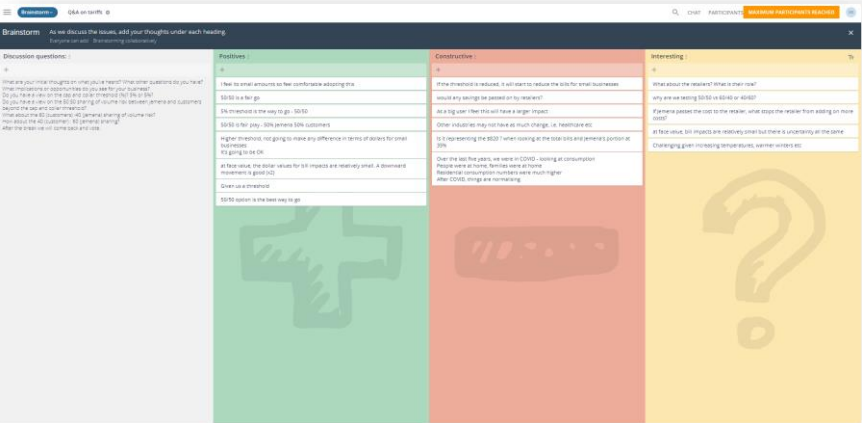 Brainstorm
Q&A on tariffs
CHAT
PARTICIPANTS
MAXIMUM PARTICIPANTS REACHED
Brainstorm
As we discuss the issues, add your thoughts under each heading.
Everyone can add Brainstorming collaboratively
Discussion questions:
What are your initial thoughts on what you've heard? What other questions do you have?
What implications or opportunities do you see for your business?
Do you have a view on the cap and collar threshold (%)? 3% or 5%?
Do you have a view on the 50:50 sharing of volume risk between Jemena and customers
beyond the cap and collar threshold?
What about the 60 (customers) :40 (Jemena) sharing of volume risk?
How about the 40 (customer) : 60 (Jemena) sharing?
After the break we will come back and vote.
Positives
I feel its small amounts so feel comfortable adopting this
50/50 is a fair go
5% threshold is the way to go - 50/50
50/50 is fair play - 50% Jemena 50% customers
Higher threshold, not going to make any difference in terms of dollars for small
businesses
It's going to be OK
at face value, the dollar values for bill impacts are relatively small. A downward
movement is good (x2)
Given us a threshold
50/50 option is the best way to go
Constructive
If the threshold is reduced, it will start to reduce the bills for small businesses
would any savings be passed on by retailers?
As a big user I feel this will have a larger impact
Other industries may not have as much change, i.e. healthcare etc
Is it representing the $820 ? when looking at the total bills and Jemena's portion at
30%
Over the last five years, we were in COVID - looking at consumption
People were at home, families were at home
Residential consumption numbers were much higher
After COVID, things are normalising
Interesting
What about the retailers? What is their role?
why are we testing 50/50 vs 60/40 or 40/60?
If Jemena passes the cost to the retailer, what stops the retailer from adding on more
costs?
at face value, bill impacts are relatively small but there is uncertainty all the same
Challenging given increasing temperatures, warmer winters etc